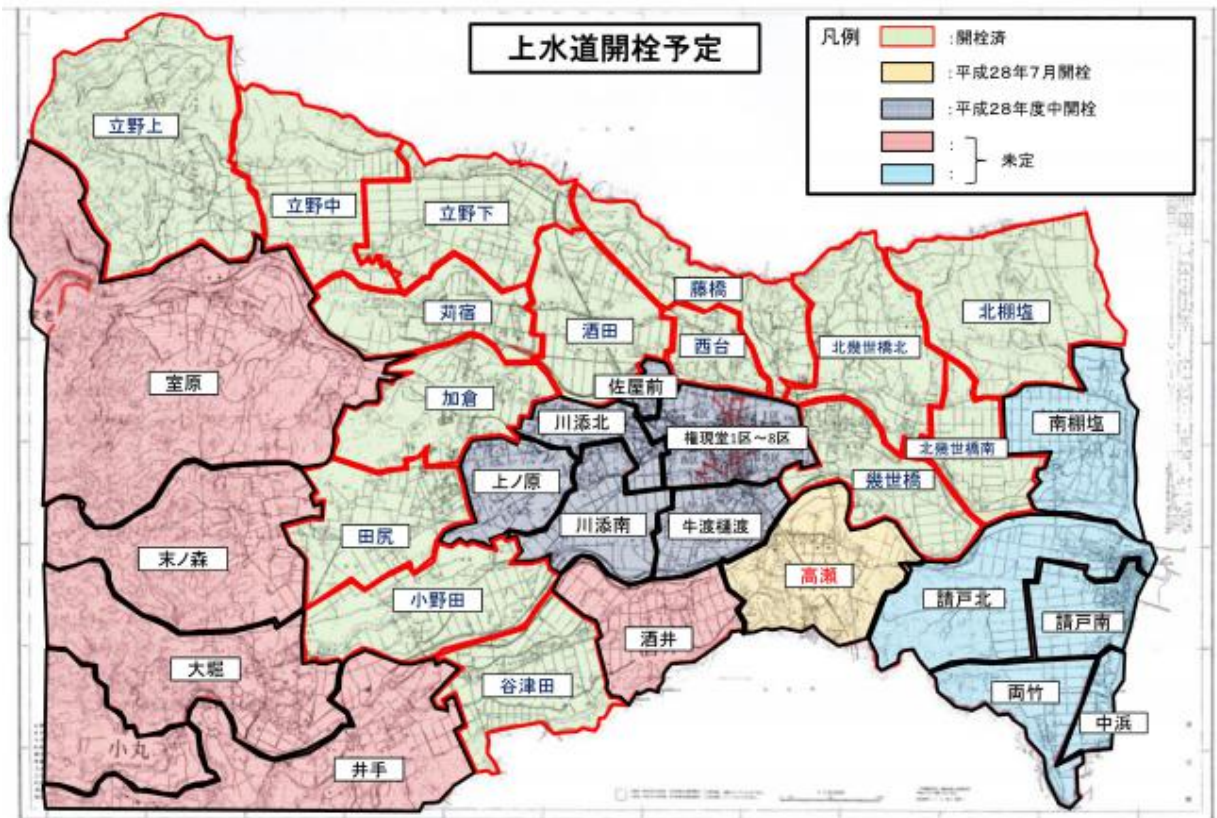 上水道開栓予定
凡例
:開栓済
:平成28年7月開栓
:平成28年度中開栓
:
:
未定
立野上
立野中
立野下
藤橋
北棚塩
苅宿
酒田
西台
北幾世橋北
室原
佐屋前
加倉
川添北
権現堂1区～8区
南棚塩
北幾世橋南
上ノ原
幾世橋
田尻
川添南
牛渡樋渡
末ノ森
高瀬
小野田
請戸北
請戸南
酒井
大堀
谷津田
両竹
中浜
小丸
井手